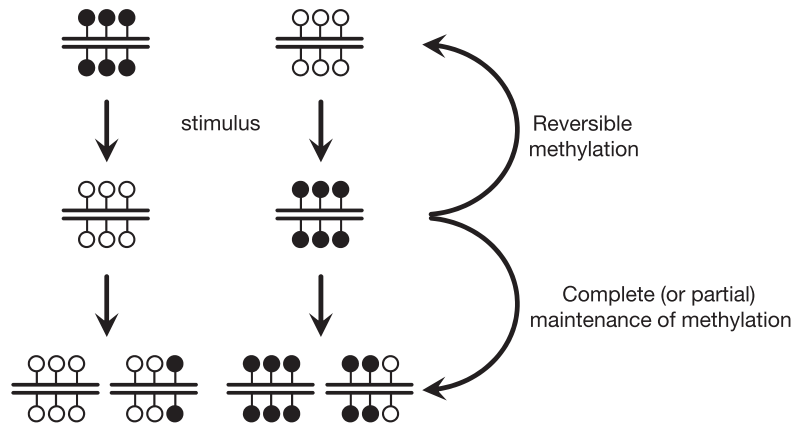 stimulus
Reversible
methylation
Complete (or partial)
maintenance of methylation